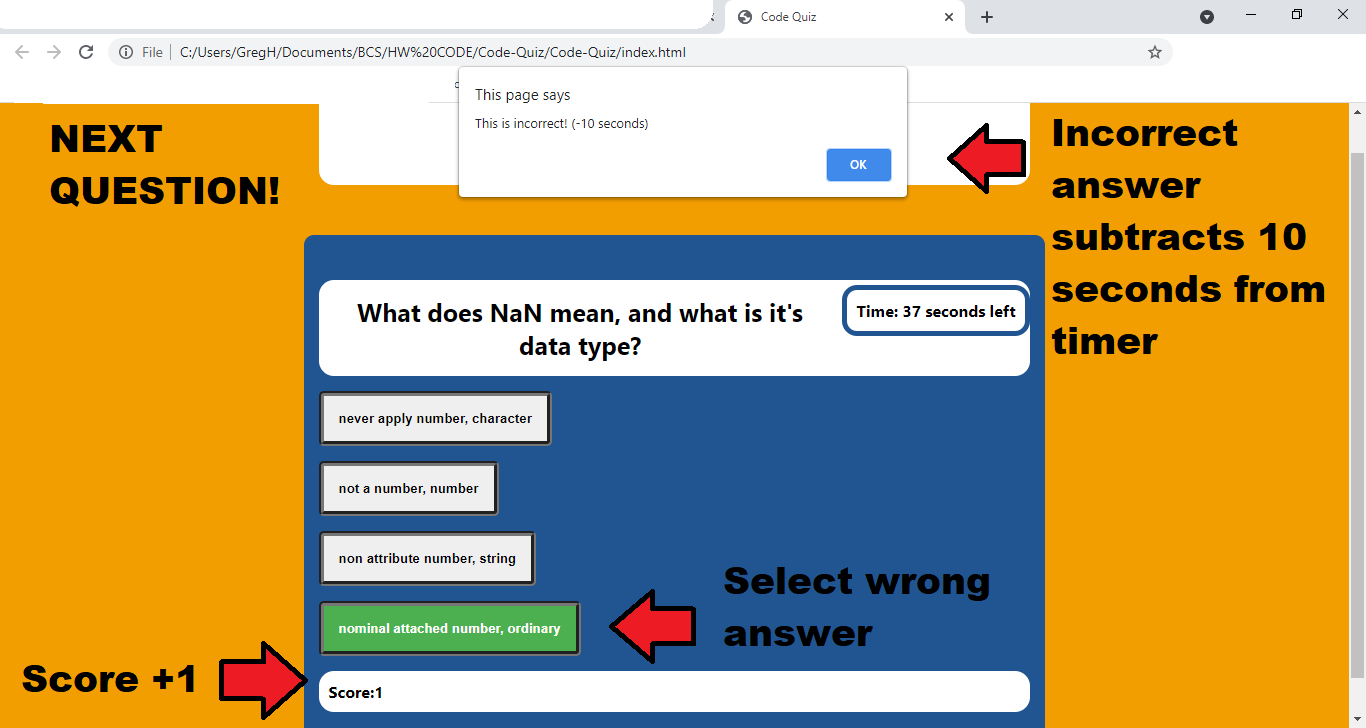 Code Quiz
File
C:/Users/GregH/Documents/BCS/HW%20CODE/Code-Quiz/Code-Quiz/index.html
This page says
This is incorrect! (-10 seconds)
OK
NEXT
QUESTION!
Incorrect
answer
subtracts 10
seconds from
timer
What does NaN mean, and what is it's
data type?
Time: 37 seconds left
never apply number, character
not a number, number
non attribute number, string
nominal attached number, ordinary
Select wrong
answer
Score +1
Score:1